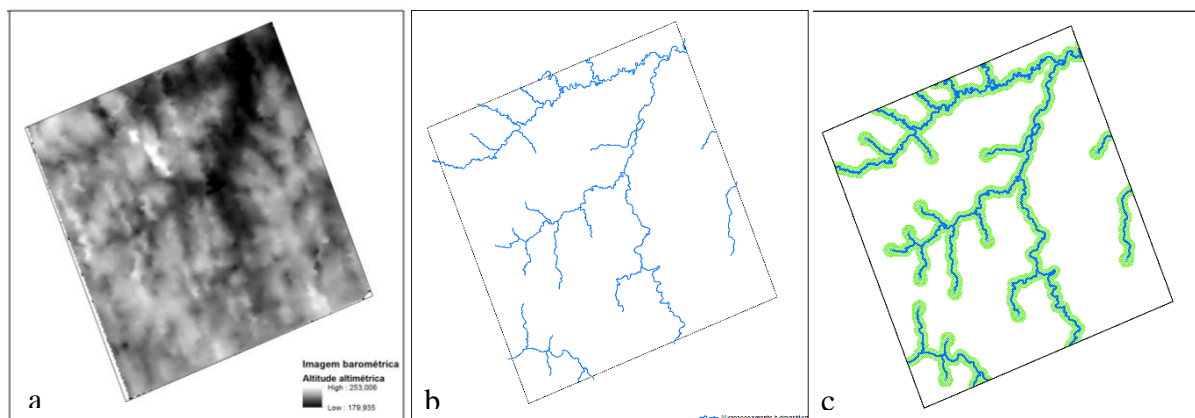 Imagem barométrica
Altitude altimétrica
High : 253,006
Low : 179,935
a
b
c